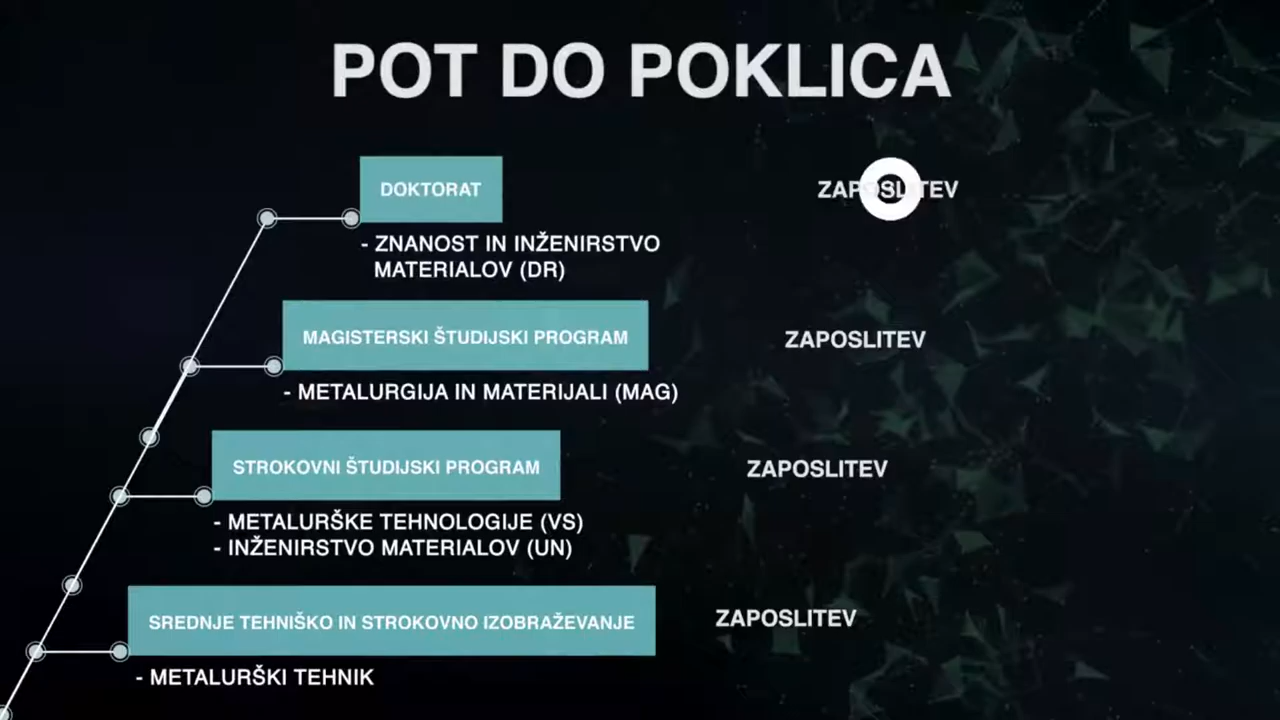 POT DO POKLICA
DOKTORAT
ZAPOSLITEV
- ZNANOST IN INŽENIRSTVO
MATERIALOV (DR)
MAGISTERSKI ŠTUDIJSKI PROGRAM
ZAPOSLITEV
- METALURGIJA IN MATERIJALI (MAG)
STROKOVNI ŠTUDIJSKI PROGRAM
ZAPOSLITEV
- METALURŠKE TEHNOLOGIJE (VS)
- INŽENIRSTVO MATERIALOV (UN)
SREDNJE TEHNIŠKO IN STROKOVNO IZOBRAŽEVANJE
ZAPOSLITEV
- METALURŠKI TEHNIK